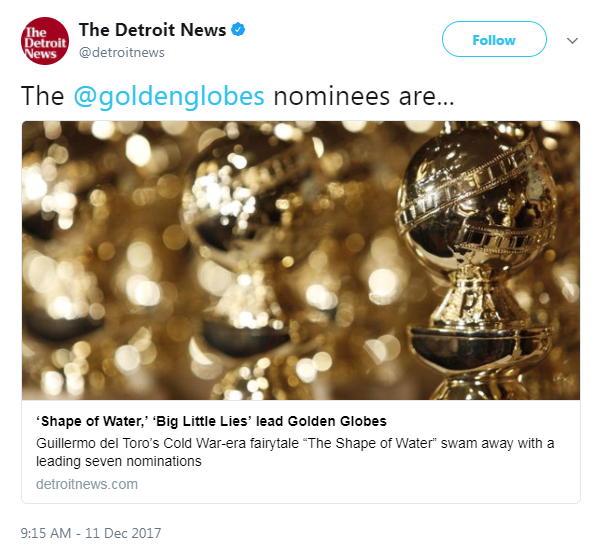 The
Detroit
News
The Detroit News
@detroitnews
Follow
The @goldenglobes nominees are...
‘Shape of Water,’ ‘Big Little Lies’ lead Golden Globes
Guillermo del Toro’s Cold War-era fairytale “The Shape of Water” swam away with a
leading seven nominations
detroitnews.com
9:15 AM - 11 Dec 2017